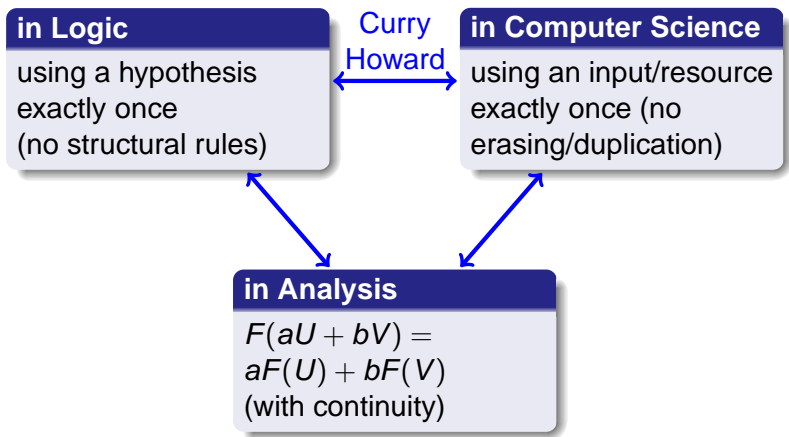 in Logic
using a hypothesis
exactly once
(no structural rules)
Curry
Howard
in Computer Science
using an input/resource
exactly once (no
erasing/duplication)
in Analysis
F(aU + bV) =
aF(U) + bF(V)
(with continuity)